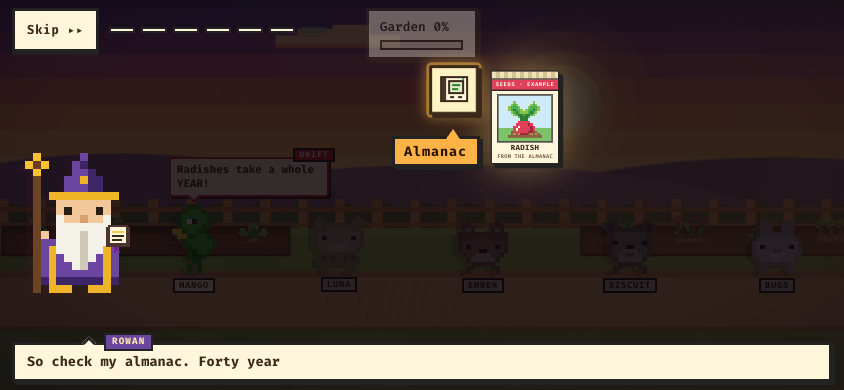 Skip ▸▸
Garden 0%
SEEDS · EXAMPLE
RADISH
FROM THE ALMANAC
Almanac
DRIFT
Radishes take a whole
YEAR!
MANGO
LUNA
EMBER
BISCUIT
BUGS
ROWAN
So check my almanac. Forty year